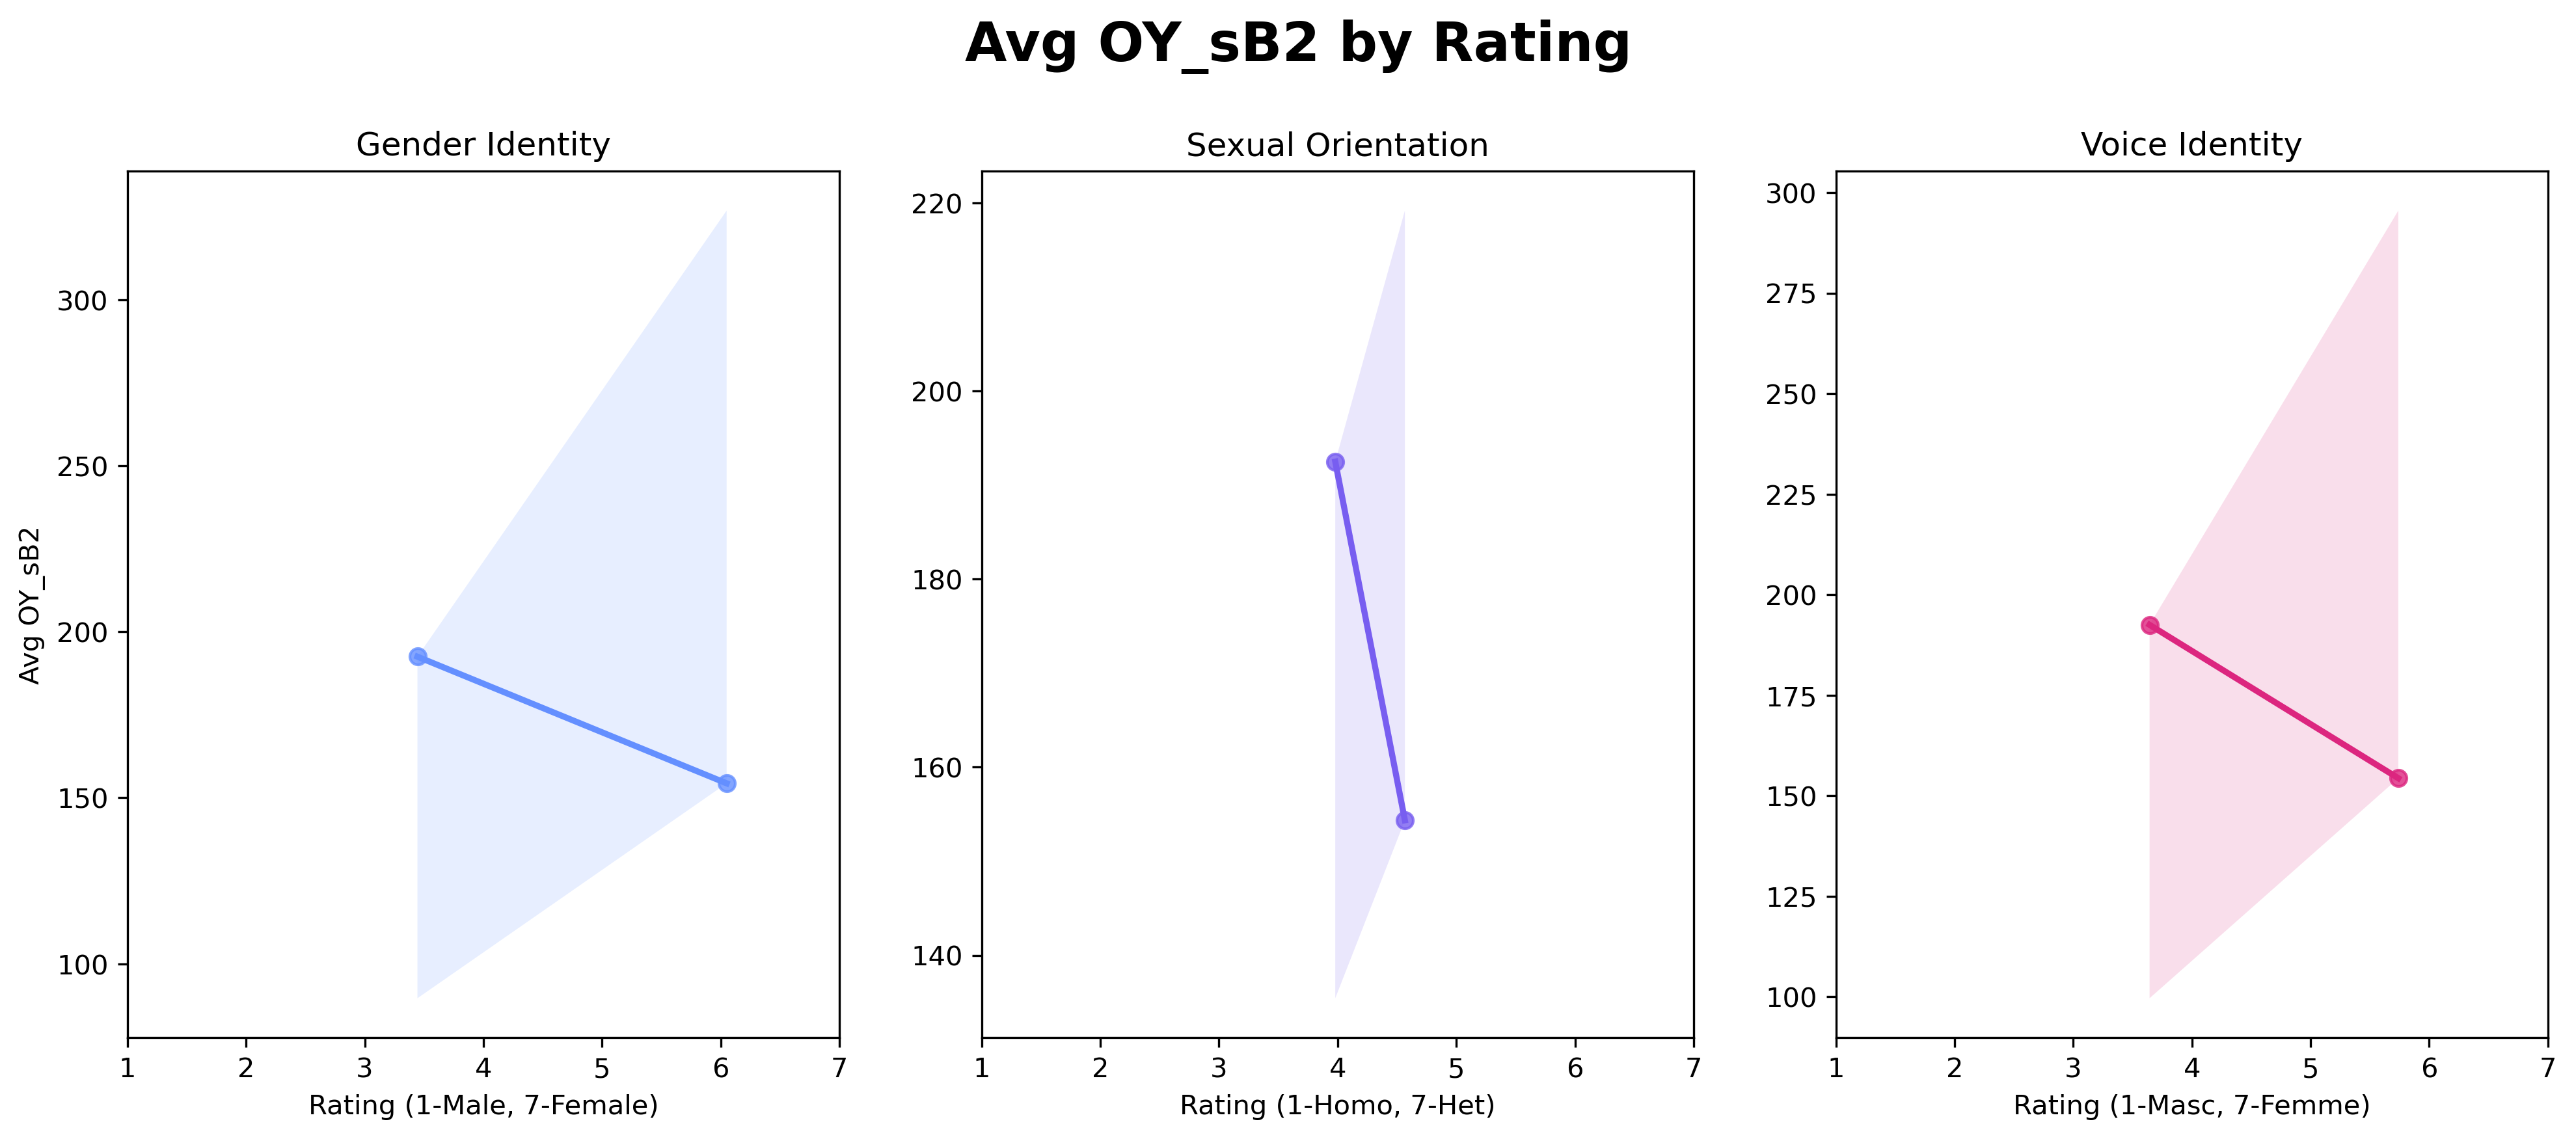 Avg OY_sB2 by Rating
Gender Identity
Sexual Orientation
Voice Identity
Avg OY_sB2
300
250
200
150
100
1 2 3 4 5 6 7
Rating (1-Male, 7-Female)
220
200
180
160
140
1 2 3 4 5 6 7
Rating (1-Homo, 7-Het)
300
275
250
225
200
175
150
125
100
1 2 3 4 5 6 7
Rating (1-Masc, 7-Femme)